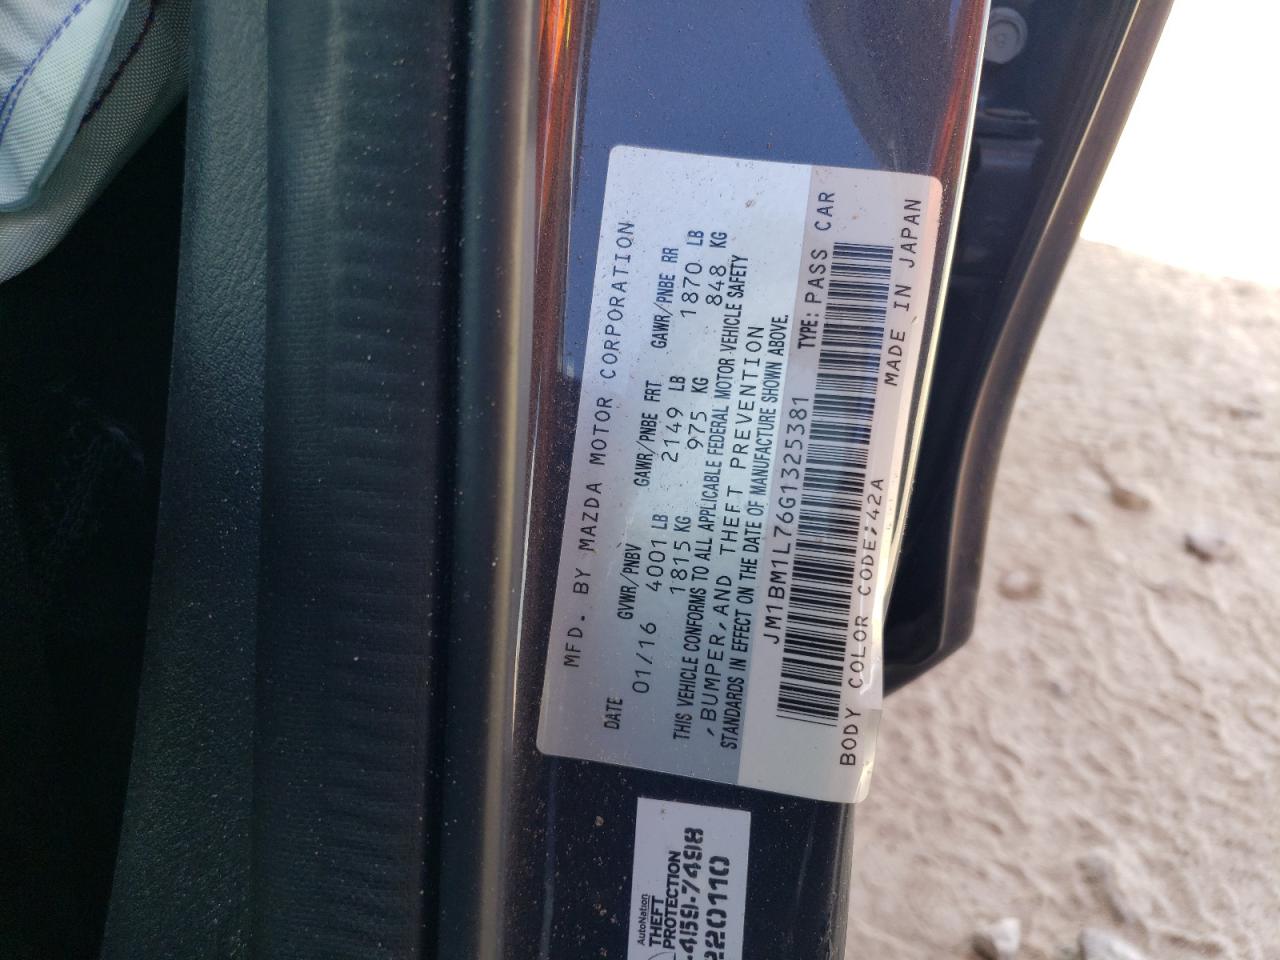 MFD. BY MAZDA MOTOR CORPORATION
DATE GVWR/PNBV GAWR/PNBE FRT GAWR/PNBE RR
01/16 4001 LB 2149 LB 1870 LB
1815 KG 975 KG 848 KG
THIS VEHICLE CONFORMS TO ALL APPLICABLE FEDERAL MOTOR VEHICLE SAFETY
,BUMPER, AND THEFT PREVENTION
STANDARDS IN EFFECT ON THE DATE OF MANUFACTURE SHOWN ABOVE.
JM1BM1L76G1325381 TYPE: PASS CAR
BODY COLOR CODE;42A MADE IN JAPAN
AutoNation
THEFT
PROTECTION
-4159-7498
220110